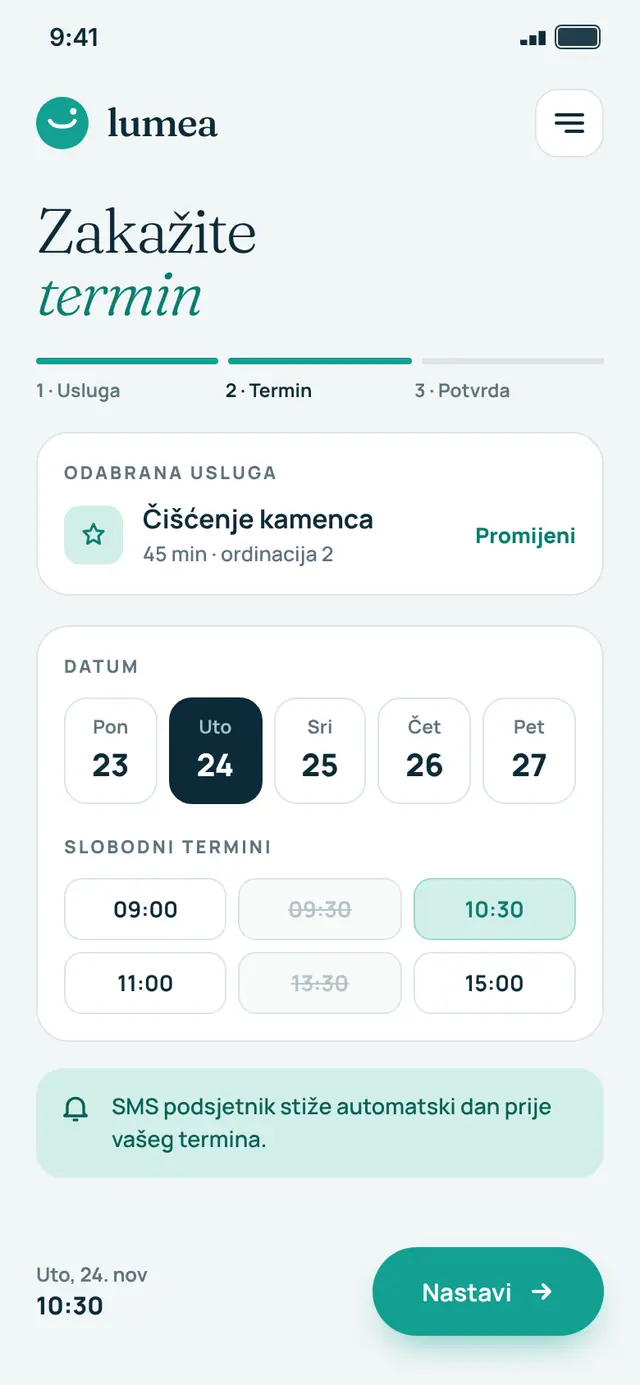 9:41
lumea
Zakažite
termin
1 · Usluga
2 · Termin
3 · Potvrda
ODABRANA USLUGA
Čišćenje kamenca
45 min · ordinacija 2
Promijeni
DATUM
Pon
Uto
Sri
Čet
Pet
23
24
25
26
27
SLOBODNI TERMINI
09:00
09:30
10:30
11:00
13:30
15:00
SMS podsjetnik stiže automatski dan prije
vašeg termina.
Uto, 24. nov
10:30
Nastavi →